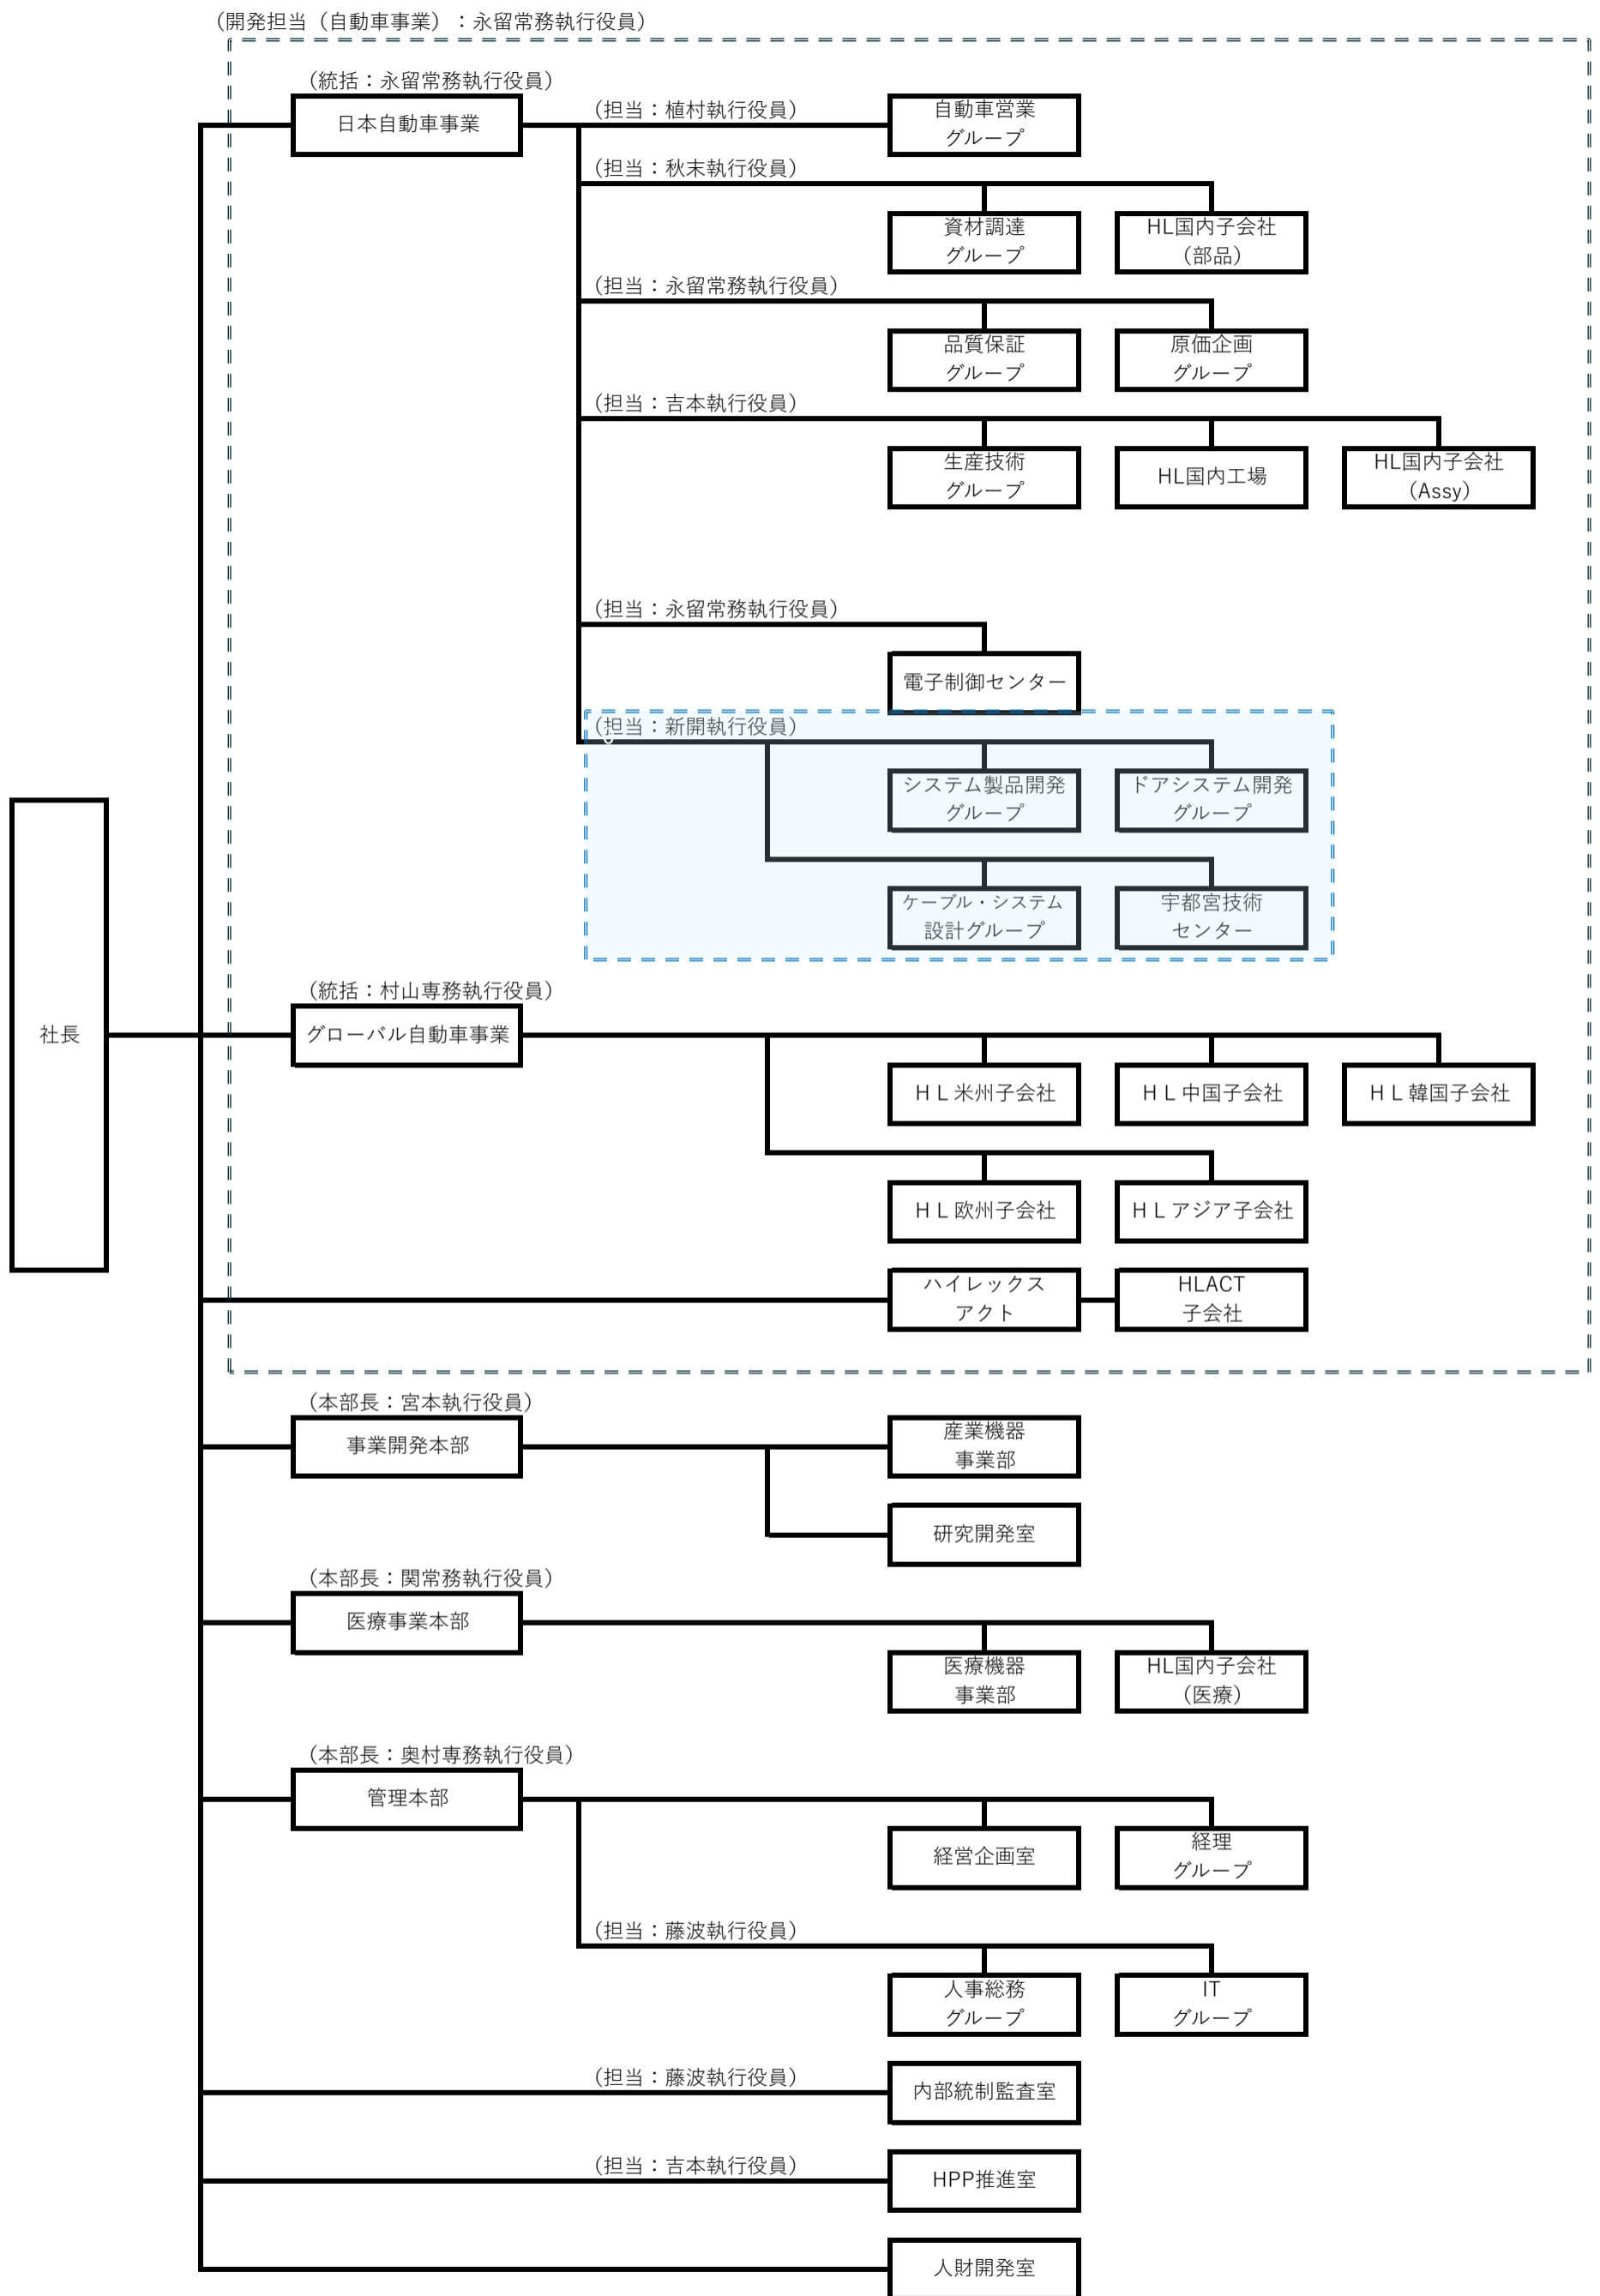 （開発担当（自動車事業）：永留常務執行役員）
（統括：永留常務執行役員）
日本自動車事業
（担当：植村執行役員）
自動車営業
グループ
（担当：秋末執行役員）
資材調達
グループ
HL国内子会社
（部品）
（担当：永留常務執行役員）
品質保証
グループ
原価企画
グループ
（担当：吉本執行役員）
生産技術
グループ
HL国内工場
HL国内子会社
（Assy）
（担当：永留常務執行役員）
電子制御センター
（担当：新開執行役員）
システム製品開発
グループ
ドアシステム開発
グループ
ケーブル・システム
設計グループ
宇都宮技術
センター
社長
（統括：村山専務執行役員）
グローバル自動車事業
ＨＬ米州子会社
ＨＬ中国子会社
ＨＬ韓国子会社
ＨＬ欧州子会社
ＨＬアジア子会社
ハイレックス
アクト
HLACT
子会社
（本部長：宮本執行役員）
事業開発本部
産業機器
事業部
研究開発室
（本部長：関常務執行役員）
医療事業本部
医療機器
事業部
HL国内子会社
（医療）
（本部長：奥村専務執行役員）
管理本部
経営企画室
経理
グループ
（担当：藤波執行役員）
人事総務
グループ
IT
グループ
（担当：藤波執行役員）
内部統制監査室
（担当：吉本執行役員）
HPP推進室
人財開発室